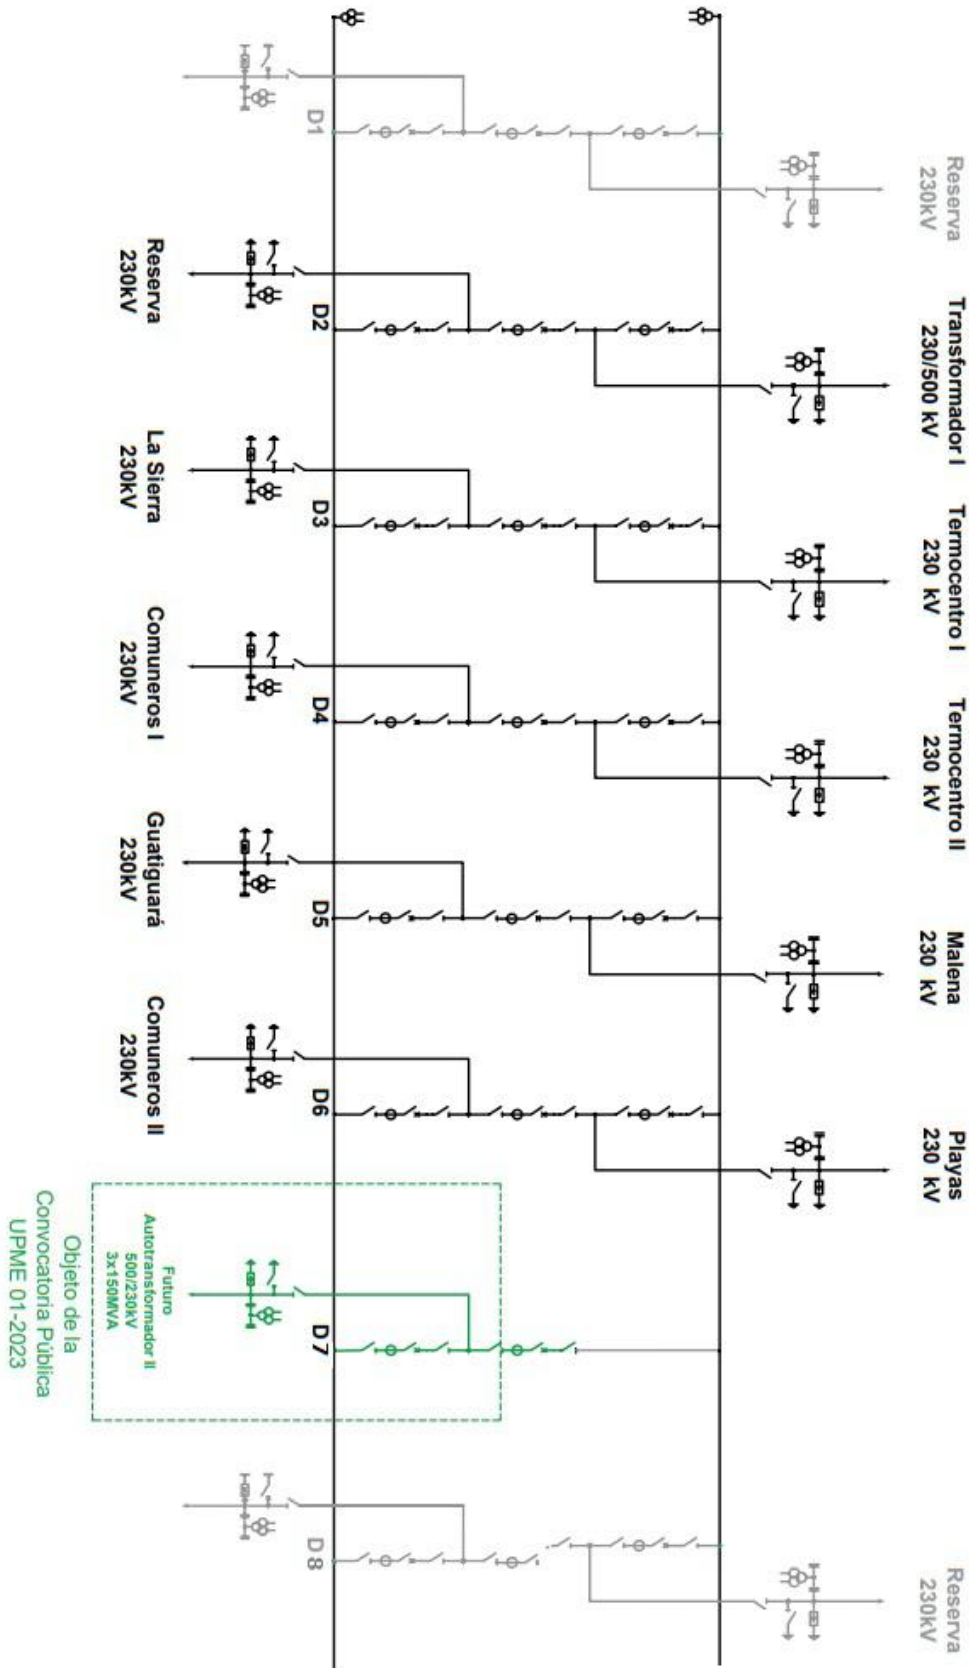 Reserva
230kV
Transformador I
230/500 kV
Termocentro I
230 kV
Termocentro II
230 kV
Malena
230 kV
Playas
230 kV
Reserva
230kV
D1
D2
D3
D4
D5
D6
D7
D8
Reserva
230kV
La Sierra
230kV
Comuneros I
230kV
Guatiguará
230kV
Comuneros II
230kV
Futuro
Autotransformador II
500/230kV
3x150MVA
Objeto de la
Convocatoria Pública
UPME 01-2023